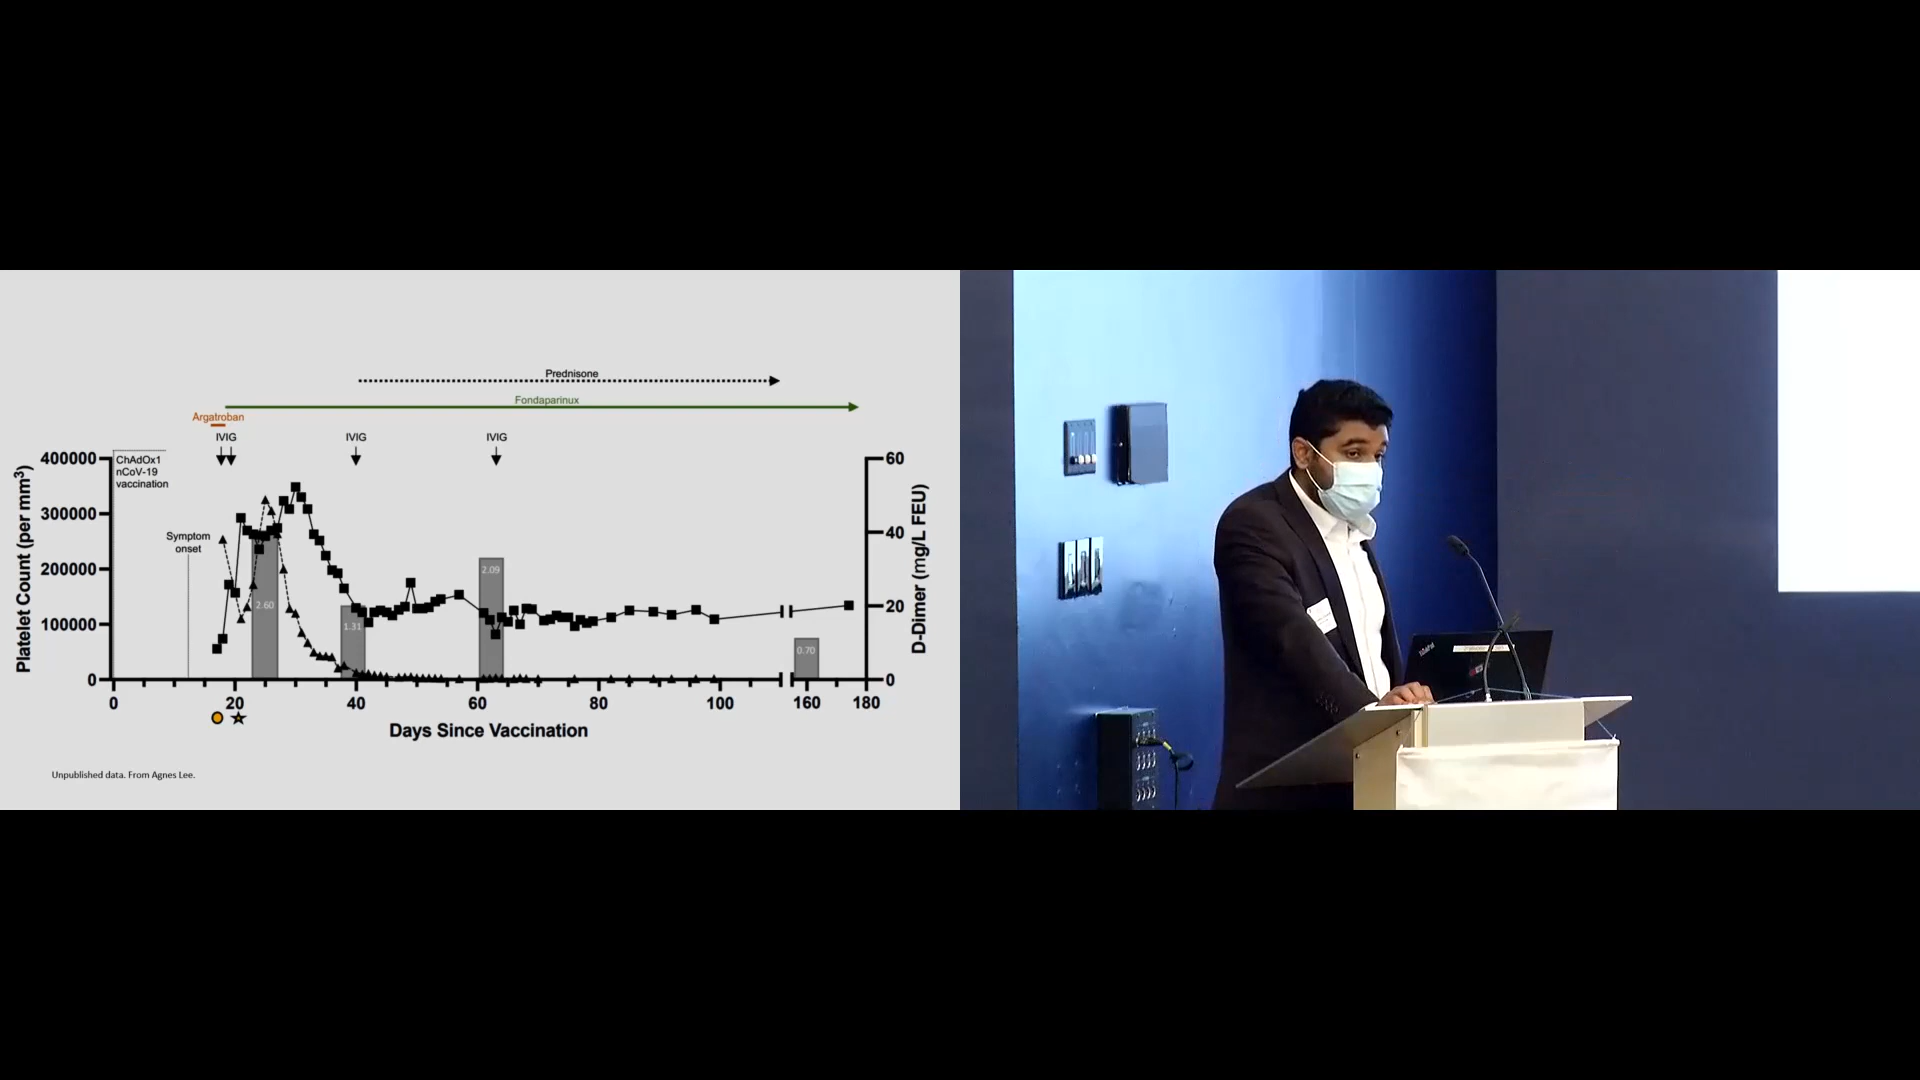 Prednisone
Fondaparinux
Argatroban
IVIG
IVIG
IVIG
400000
300000
200000
100000
0
Platelet Count (per mm³)
ChAdOx1
nCoV-19
vaccination
Symptom
onset
2.60
1.31
2.09
0.70
60
40
20
0
D-Dimer (mg/L FEU)
0
20
40
60
80
100
160
180
Days Since Vaccination
Unpublished data. From Agnes Lee.